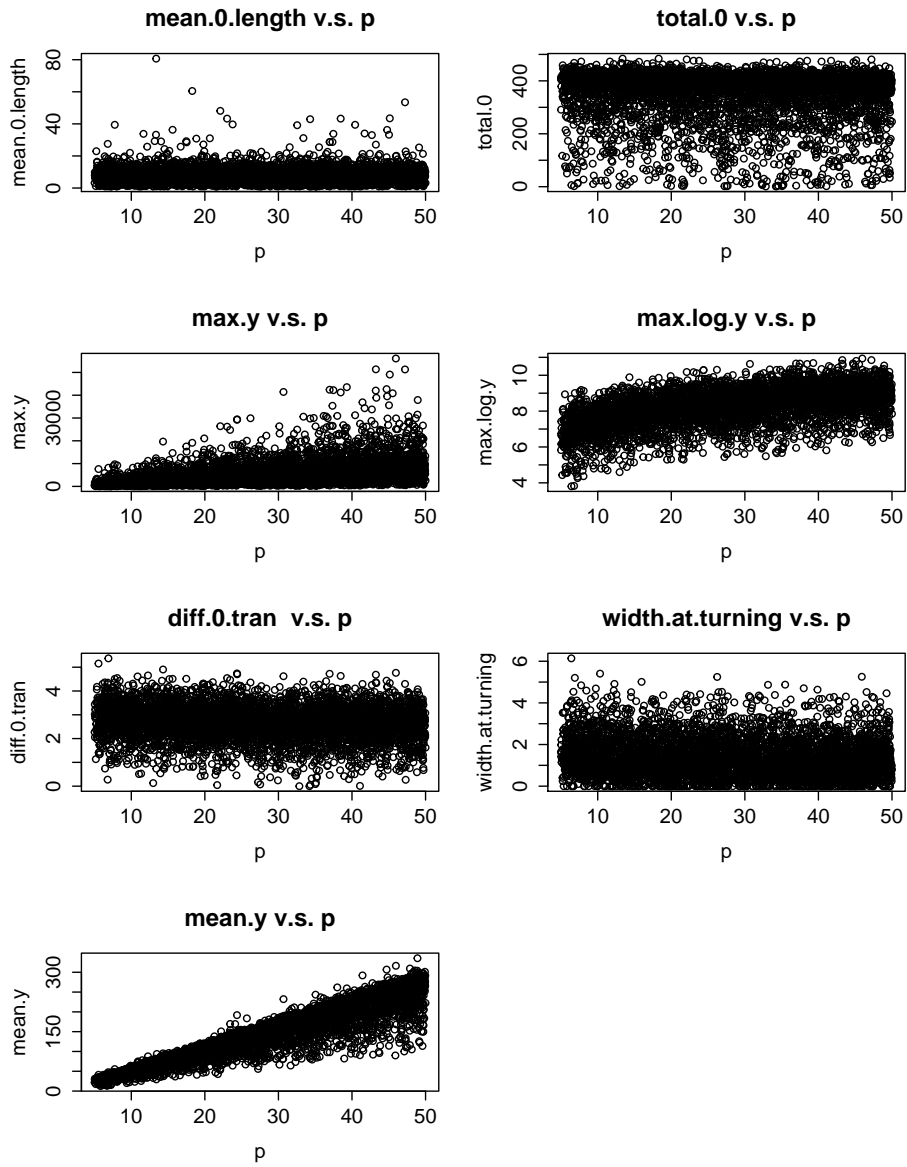 mean.0.length v.s. p
mean.0.length
0 40 80
10 20 30 40 50
p
total.0 v.s. p
total.0
0 200 400
10 20 30 40 50
p
max.y v.s. p
max.y
0 30000
10 20 30 40 50
p
max.log.y v.s. p
max.log.y
4 6 8 10
10 20 30 40 50
p
diff.0.tran v.s. p
diff.0.tran
0 2 4
10 20 30 40 50
p
width.at.turning v.s. p
width.at.turning
0 2 4 6
10 20 30 40 50
p
mean.y v.s. p
mean.y
0 150 300
10 20 30 40 50
p